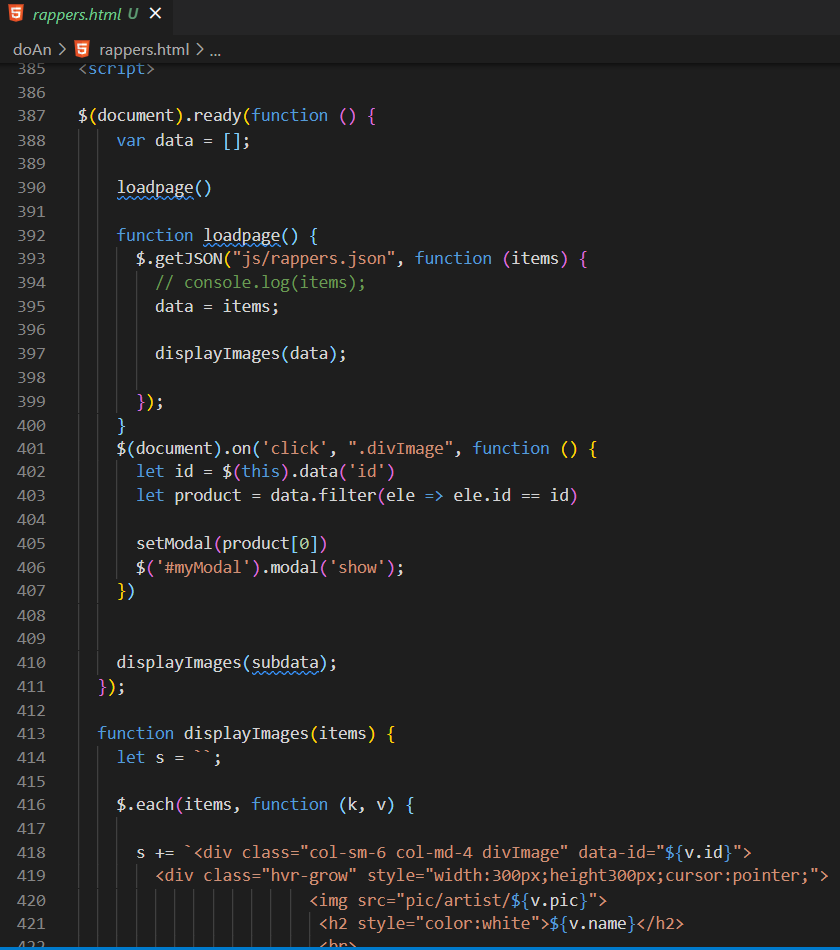 rappers.html U ×
doAn > rappers.html > ...
385 <script>
386
387 $(document).ready(function () {
388 var data = [];
389
390 loadpage()
391
392 function loadpage() {
393 $.getJSON("js/rappers.json", function (items) {
394 // console.log(items);
395 data = items;
396
397 displayImages(data);
398
399 });
400 }
401 $(document).on('click', ".divImage", function () {
402 let id = $(this).data('id')
403 let product = data.filter(ele => ele.id == id)
404
405 setModal(product[0])
406 $('#myModal').modal('show');
407 })
408
409
410 displayImages(subdata);
411 });
412
413 function displayImages(items) {
414 let s = ``;
415
416 $.each(items, function (k, v) {
417
418 s += `<div class="col-sm-6 col-md-4 divImage" data-id="${v.id}">
419 <div class="hvr-grow" style="width:300px;height300px;cursor:pointer;">
420 <img src="pic/artist/${v.pic}">
421 <h2 style="color:white">${v.name}</h2>
422 <br>